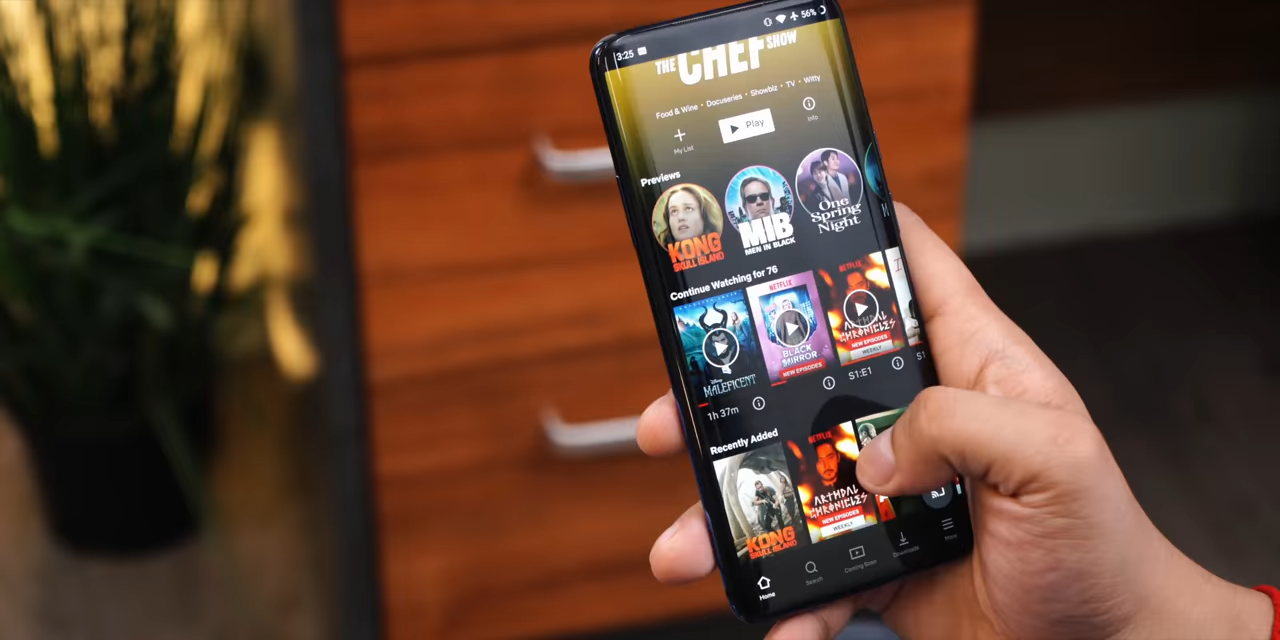 3:25
56%
THE CHEF SHOW
Food & Wine • Docuseries • Showbiz • TV • Witty
My List
Play
Info
Previews
KONG
SKULL ISLAND
MIB
MEN IN BLACK
One
Spring
Night
Continue Watching for 76
Disney
MALEFICENT
NETFLIX
BLACK
MIRROR
NEW EPISODES
NETFLIX
ARTHDAL
CHRONICLES
NEW EPISODES
WEEKLY
1h 37m
S1:E1
S1
Recently Added
KONG
SKULL ISLAND
NETFLIX
ARTHDAL
CHRONICLES
NEW EPISODES
WEEKLY
Home
Search
Coming Soon
Downloads
More